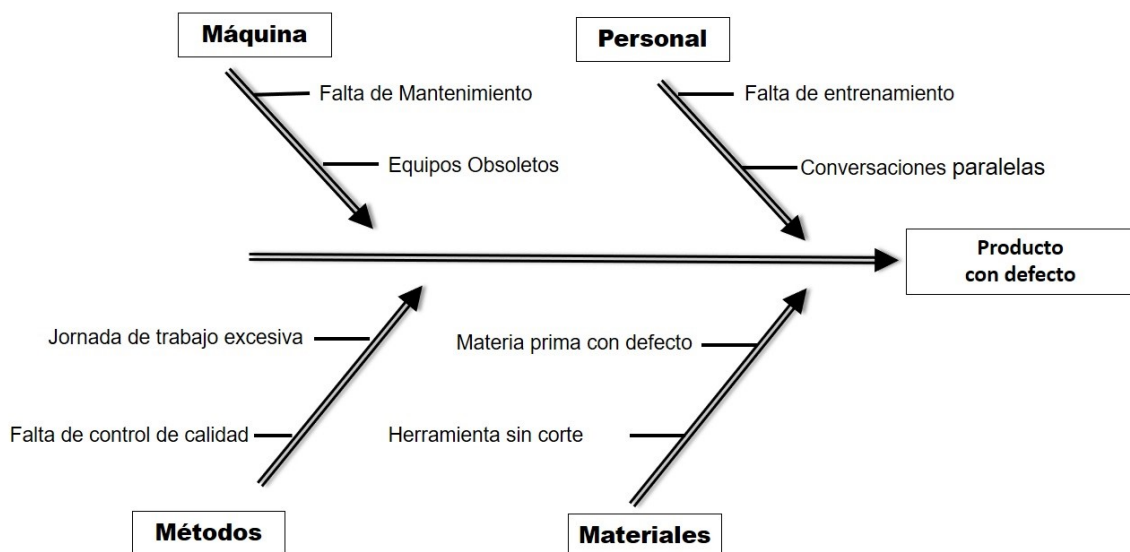 Máquina
Personal
Falta de Mantenimiento
Falta de entrenamiento
Equipos Obsoletos
Conversaciones paralelas
Producto
con defecto
Jornada de trabajo excesiva
Materia prima con defecto
Falta de control de calidad
Herramienta sin corte
Métodos
Materiales